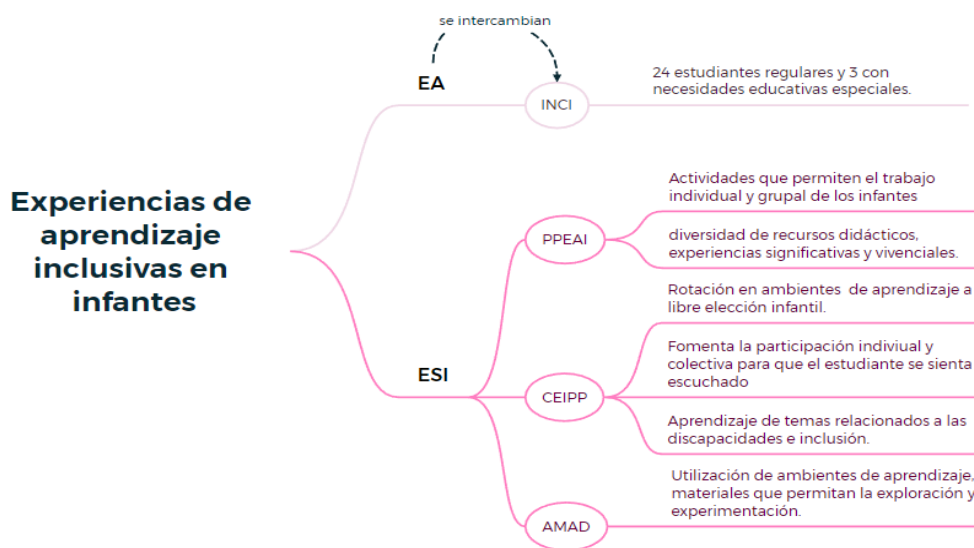 se intercambian
EA
INCI
24 estudiantes regulares y 3 con
necesidades educativas especiales.
Experiencias de
aprendizaje
inclusivas en
infantes
ESI
PPEAI
Actividades que permiten el trabajo
individual y grupal de los infantes
diversidad de recursos didácticos,
experiencias significativas y vivenciales.
CEIPP
Rotación en ambientes de aprendizaje a
libre elección infantil.
Fomenta la participación indiviual y
colectiva para que el estudiante se sienta
escuchado
Aprendizaje de temas relacionados a las
discapacidades e inclusión.
AMAD
Utilización de ambientes de aprendizaje,
materiales que permitan la exploración y
experimentación.